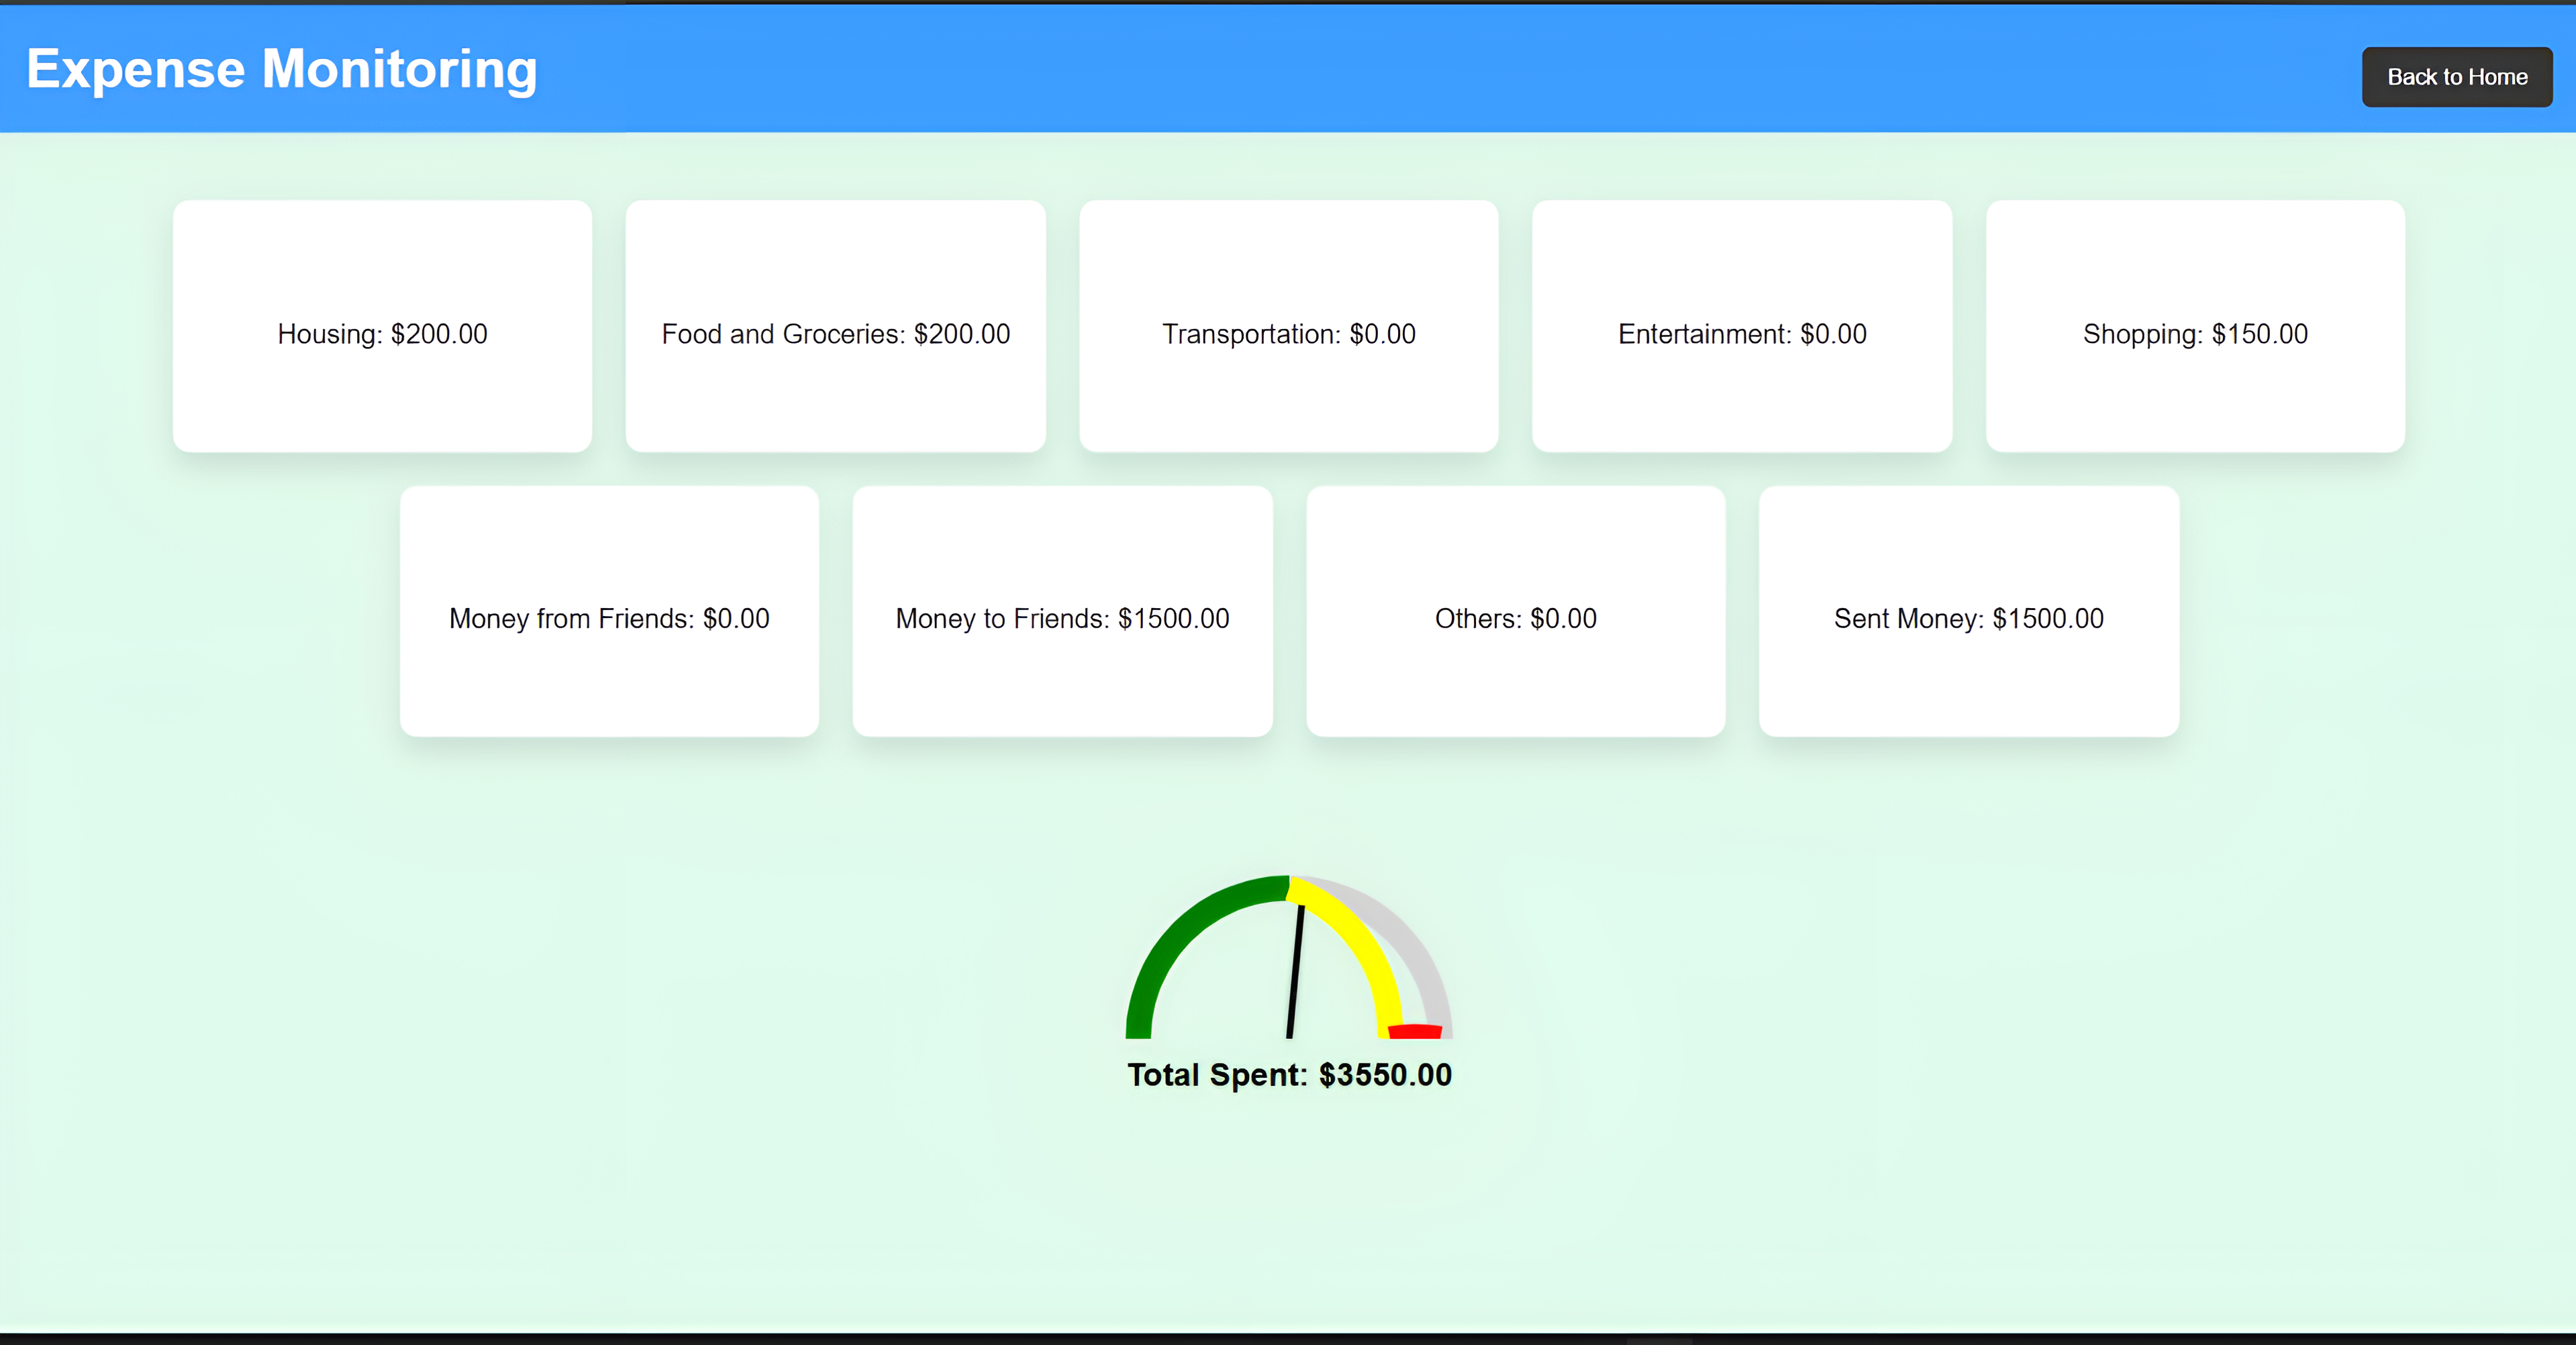 Expense Monitoring
Back to Home
Housing: $200.00
Food and Groceries: $200.00
Transportation: $0.00
Entertainment: $0.00
Shopping: $150.00
Money from Friends: $0.00
Money to Friends: $1500.00
Others: $0.00
Sent Money: $1500.00
Total Spent: $3550.00